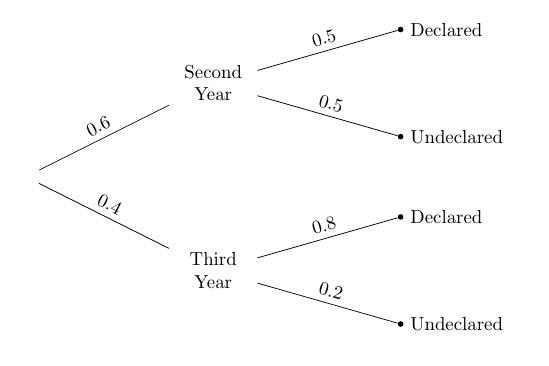 0.5
Declared
Second
Year
0.5
Undeclared
0.6
0.4
0.8
Declared
Third
Year
0.2
Undeclared